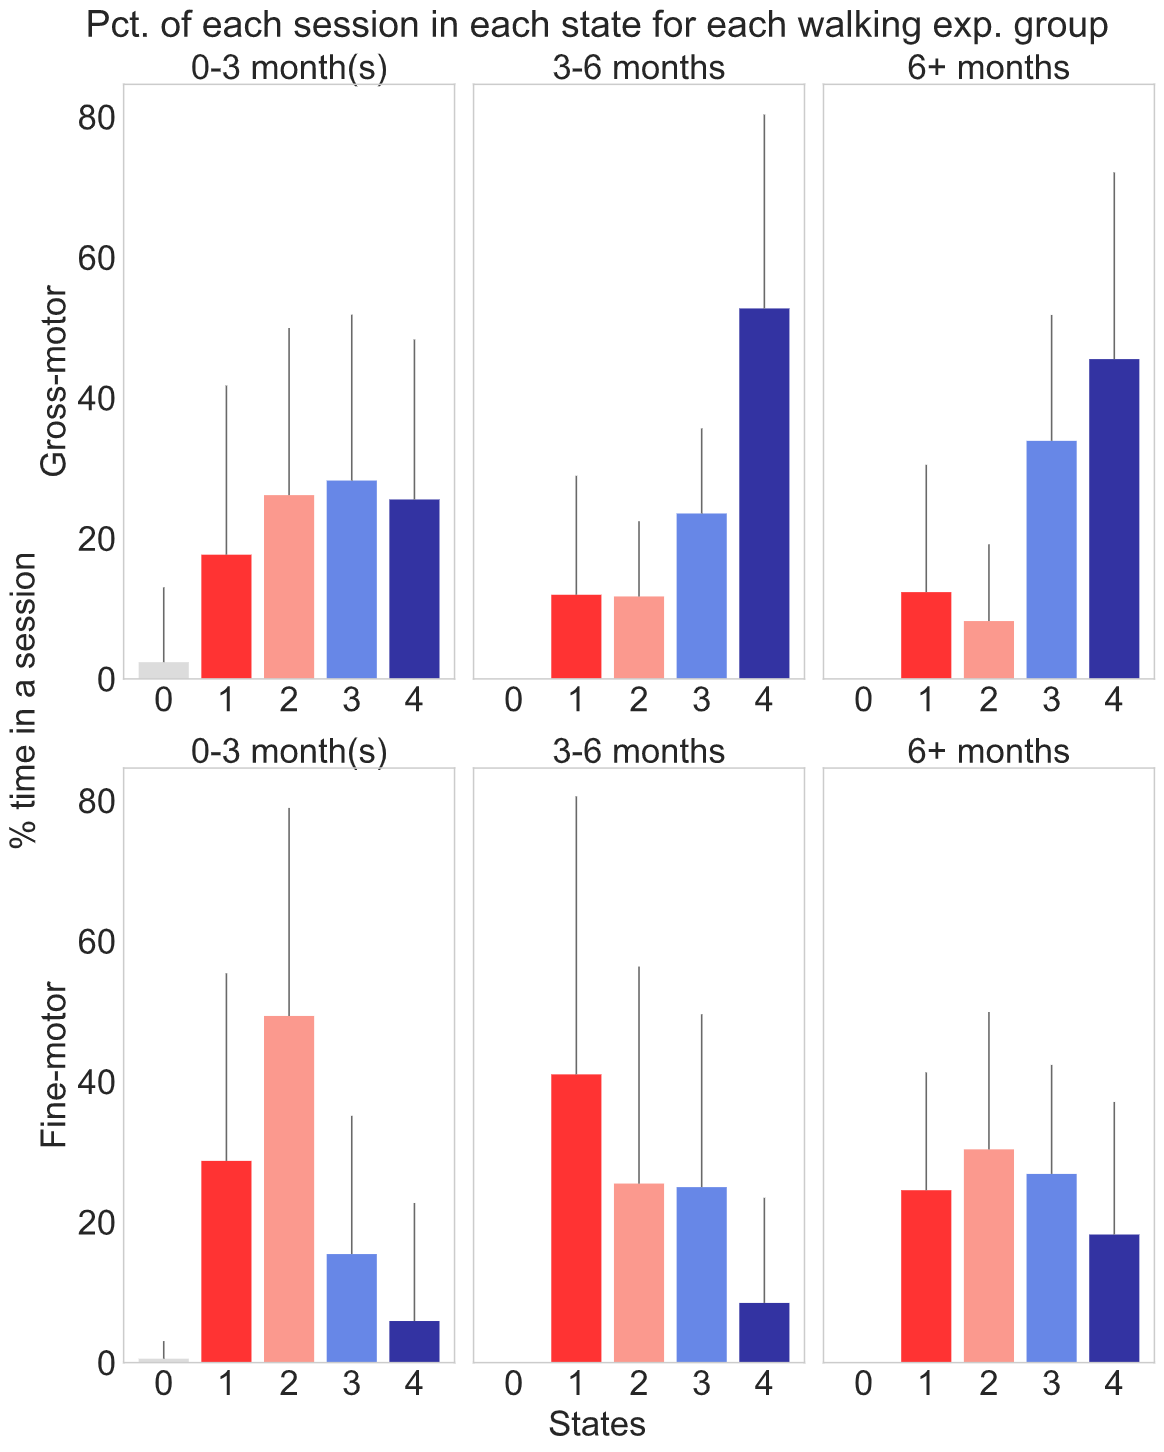 Pct. of each session in each state for each walking exp. group
0-3 month(s) 3-6 months 6+ months
80
60
40
20
0
Gross-motor
0 1 2 3 4 0 1 2 3 4 0 1 2 3 4
% time in a session
0-3 month(s) 3-6 months 6+ months
80
60
40
20
0
Fine-motor
0 1 2 3 4 0 1 2 3 4 0 1 2 3 4
States